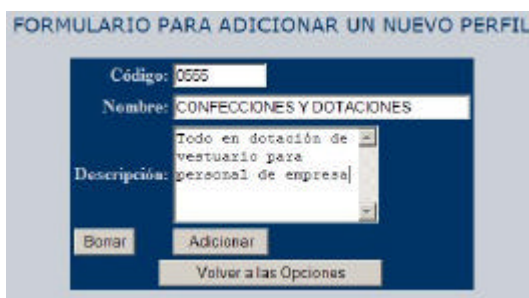 FORMULARIO PARA ADICIONAR UN NUEVO PERFIL
Código: 0555
Nombre: CONFECCIONES Y DOTACIONES
Descripción: Todo en dotación de
vestuario para
personal de empresa
Borrar Adicionar
Volver a las Opciones